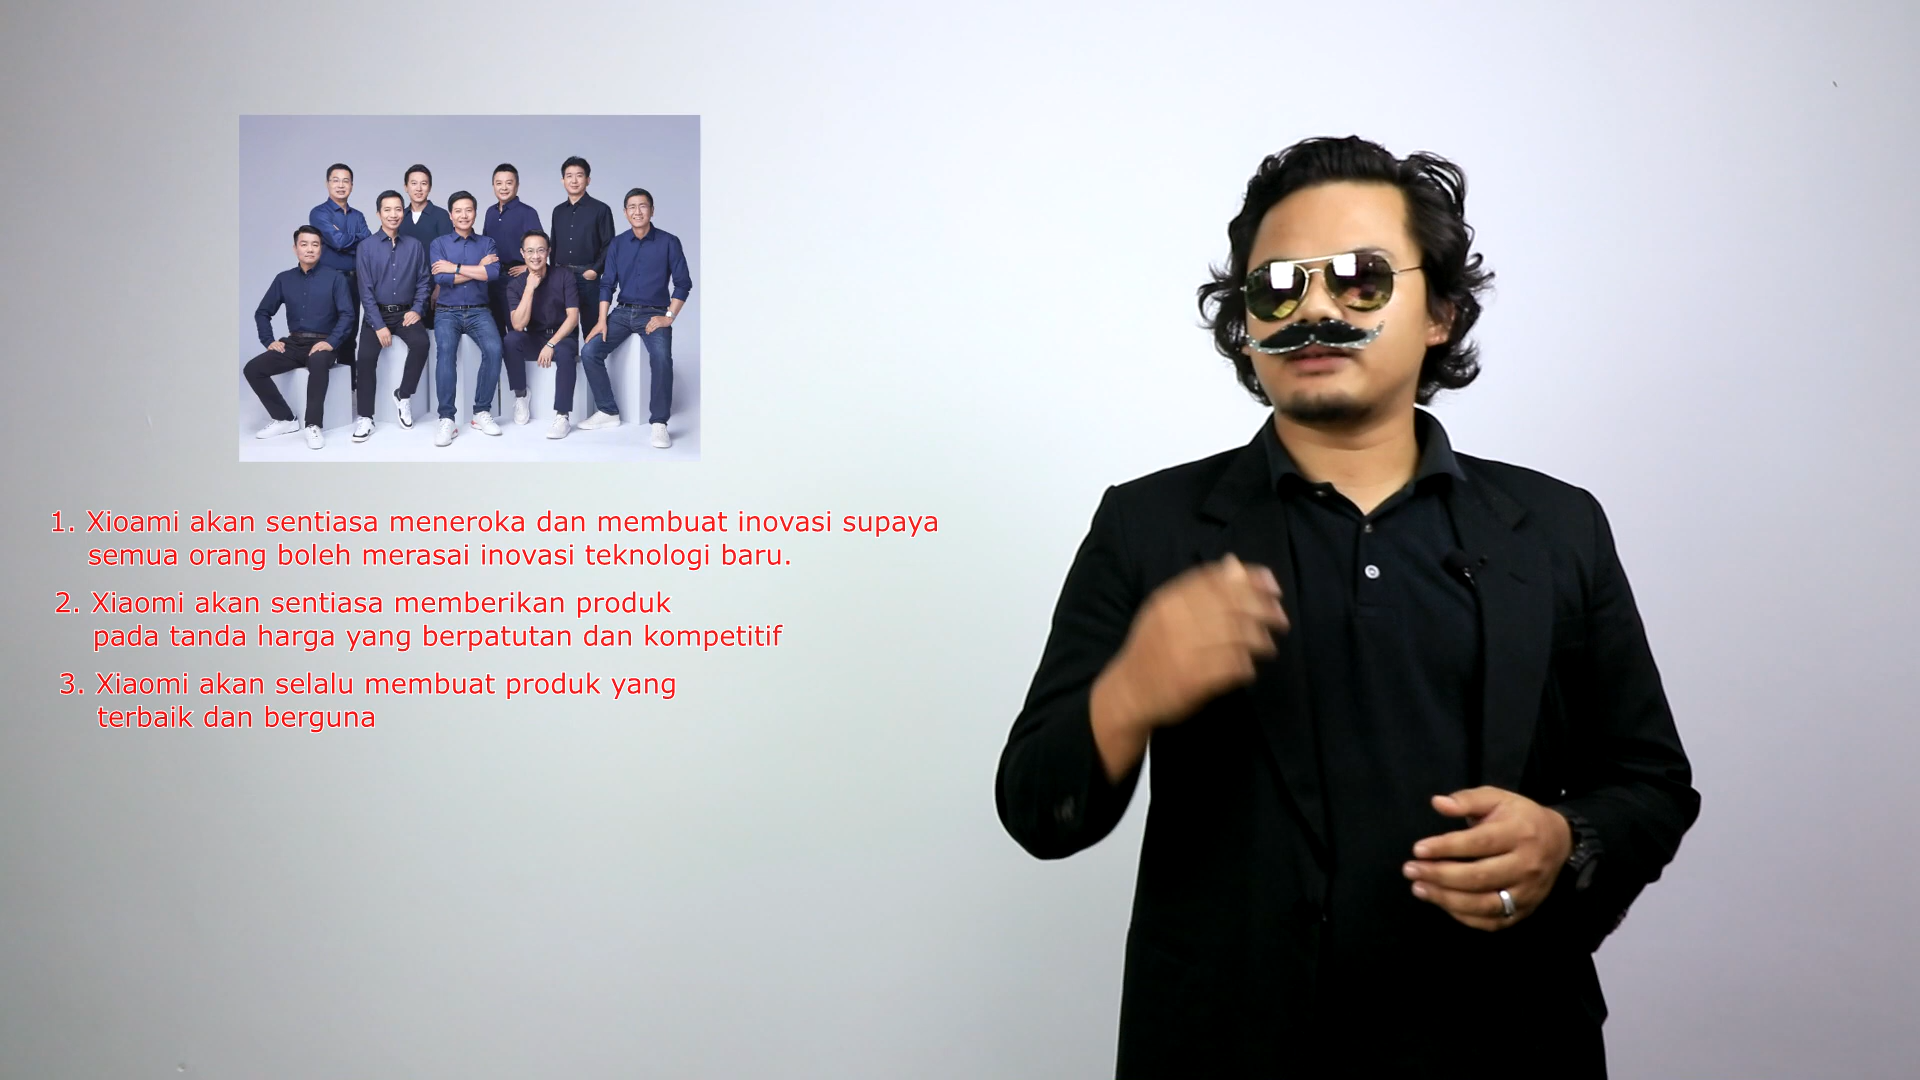 1. Xioami akan sentiasa meneroka dan membuat inovasi supaya
semua orang boleh merasai inovasi teknologi baru.
2. Xiaomi akan sentiasa memberikan produk
pada tanda harga yang berpatutan dan kompetitif
3. Xiaomi akan selalu membuat produk yang
terbaik dan berguna